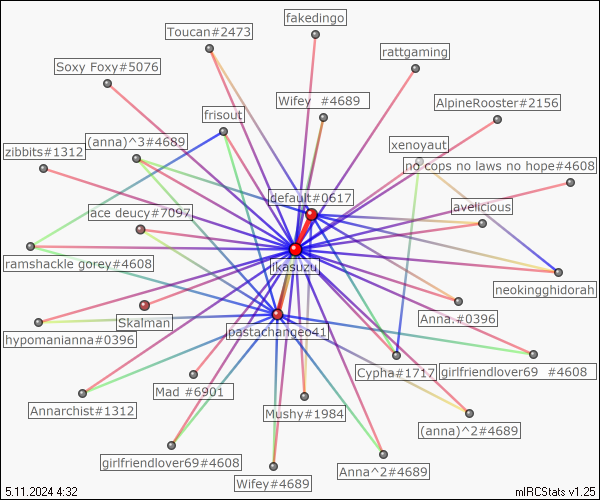 fakedingo
Toucan#2473
rattgaming
Soxy Foxy#5076
Wifey #4689
AlpineRooster#2156
frisout
(anna)^3#4689
xenoyaut
zibbits#1312
no cops no laws no hope#4608
default#0617
ace deucy#7097
avelicious
ramshackle gorey#4608
likasuzu
neokingghidorah
Skalman
Anna.#0396
pastachange041
hypomanianna#0396
Cypha#1717
girlfriendlover69 #4608
Mad #6901
Annarchist#1312
Mushy#1984
(anna)^2#4689
girlfriendlover69#4608
Anna^2#4689
Wifey#4689
5.11.2024 4:32
mIRCStats v1.25